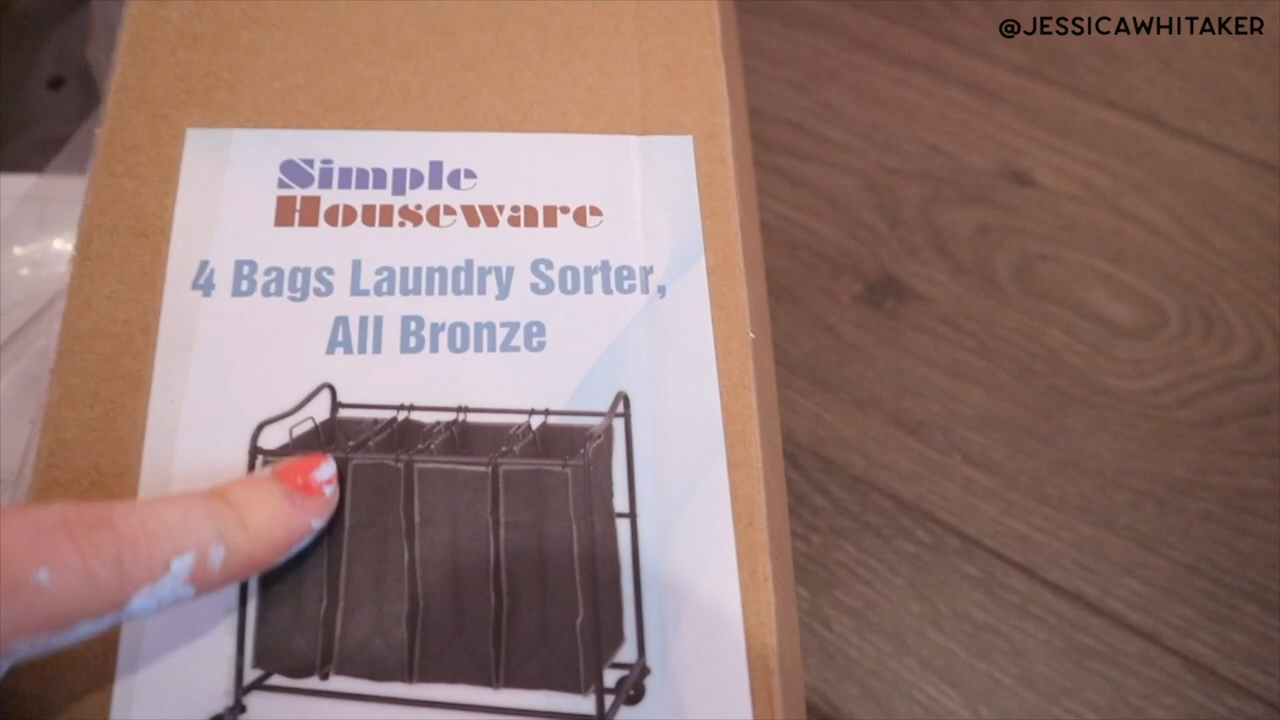 @JESSICAWHITAKER
Simple
Houseware
4 Bags Laundry Sorter,
All Bronze